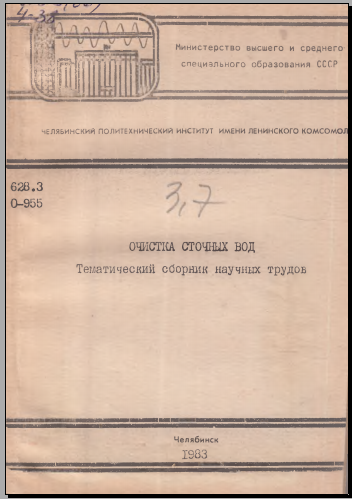 Министерство высшего и среднего
специального образования СССР
ЧЕЛЯБИНСКИЙ ПОЛИТЕХНИЧЕСКИЙ ИНСТИТУТ ИМЕНИ ЛЕНИНСКОГО КОМСОМОЛ
628.3
О-955
3,7
ОЧИСТКА СТОЧНЫХ ВОД
Тематический сборник научных трудов
Челябинск
1983